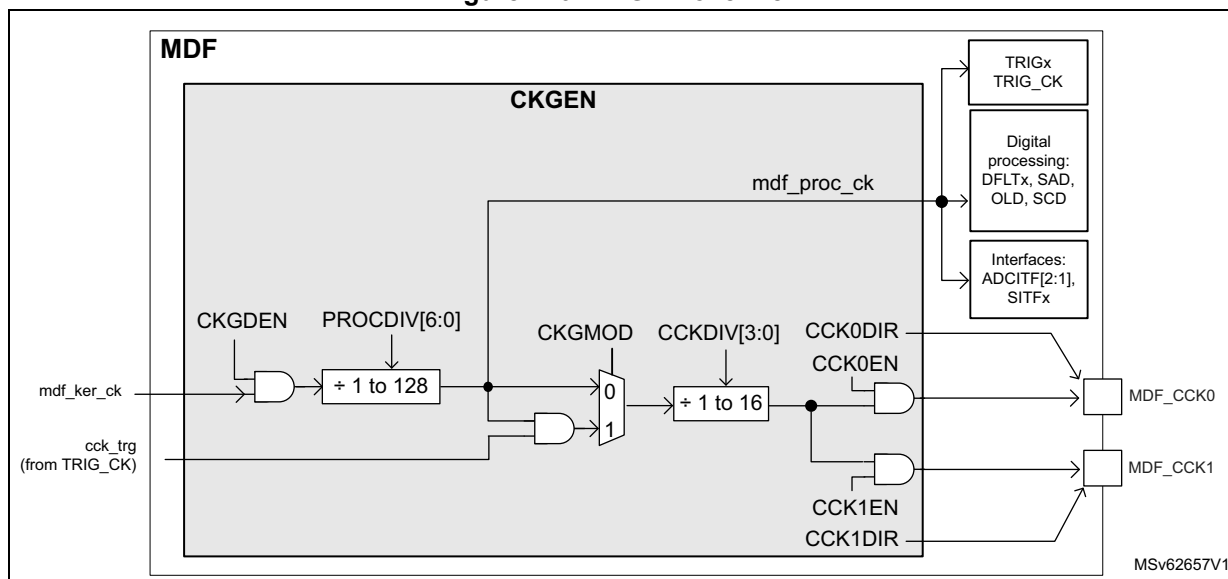 MDF
CKGEN
TRIGx
TRIG_CK
Digital
processing:
DFLTx, SAD,
OLD, SCD
mdf_proc_ck
Interfaces:
ADCITF[2:1],
SITFx
CKGDEN
PROCDIV[6:0]
CKGMOD
CCKDIV[3:0]
CCK0DIR
CCK0EN
mdf_ker_ck
÷ 1 to 128
0
1
÷ 1 to 16
MDF_CCK0
cck_trg
(from TRIG_CK)
MDF_CCK1
CCK1EN
CCK1DIR
MSv62657V1